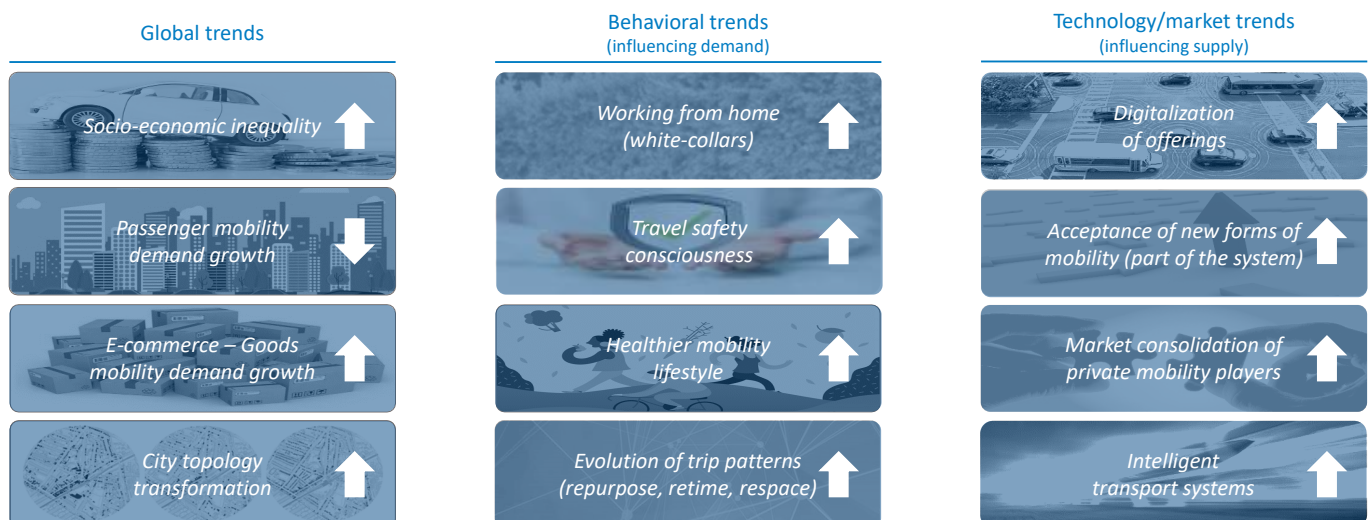 Global trends
Socio-economic inequality
Passenger mobility
demand growth
E-commerce – Goods
mobility demand growth
City topology
transformation
Behavioral trends
(influencing demand)
Working from home
(white-collars)
Travel safety
consciousness
Healthier mobility
lifestyle
Evolution of trip patterns
(repurpose, retime, respace)
Technology/market trends
(influencing supply)
Digitalization
of offerings
Acceptance of new forms of
mobility (part of the system)
Market consolidation of
private mobility players
Intelligent
transport systems